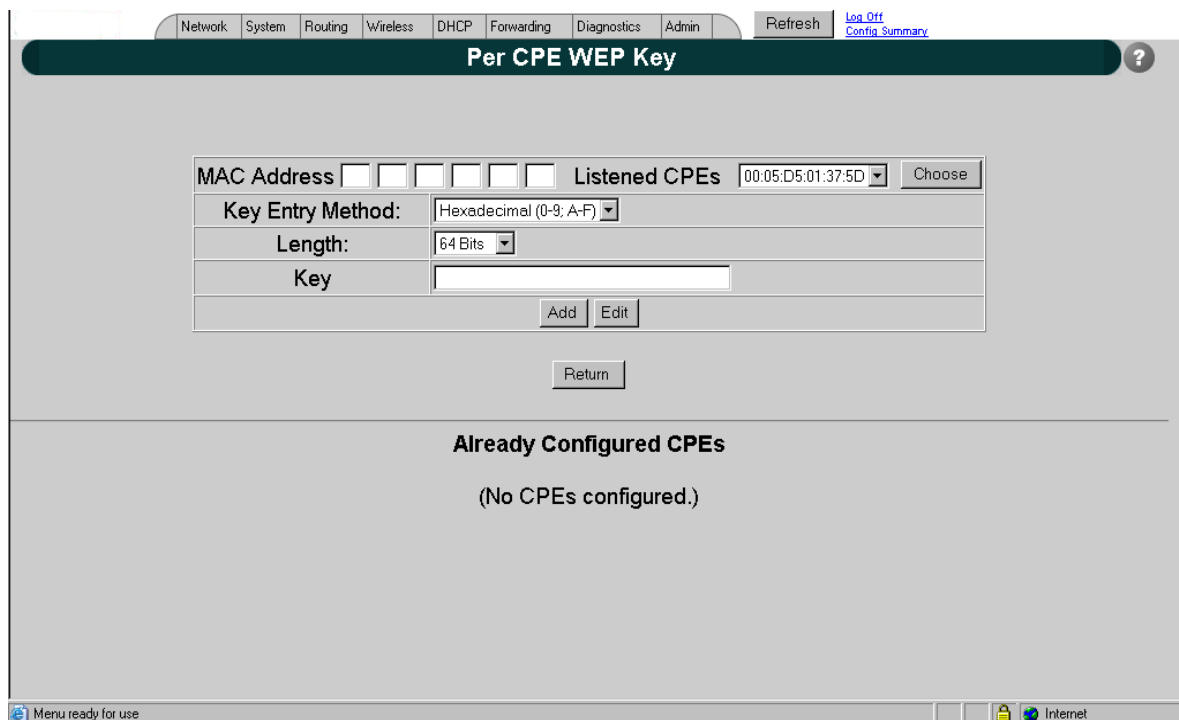 Network System Routing Wireless DHCP Forwarding Diagnostics Admin Refresh Log Off
Config Summary
Per CPE WEP Key ?
MAC Address Listened CPEs 00:05:D5:01:37:5D Choose
Key Entry Method: Hexadecimal (0-9; A-F)
Length: 64 Bits
Key
Add Edit
Return
Already Configured CPEs
(No CPEs configured.)
Menu ready for use Internet